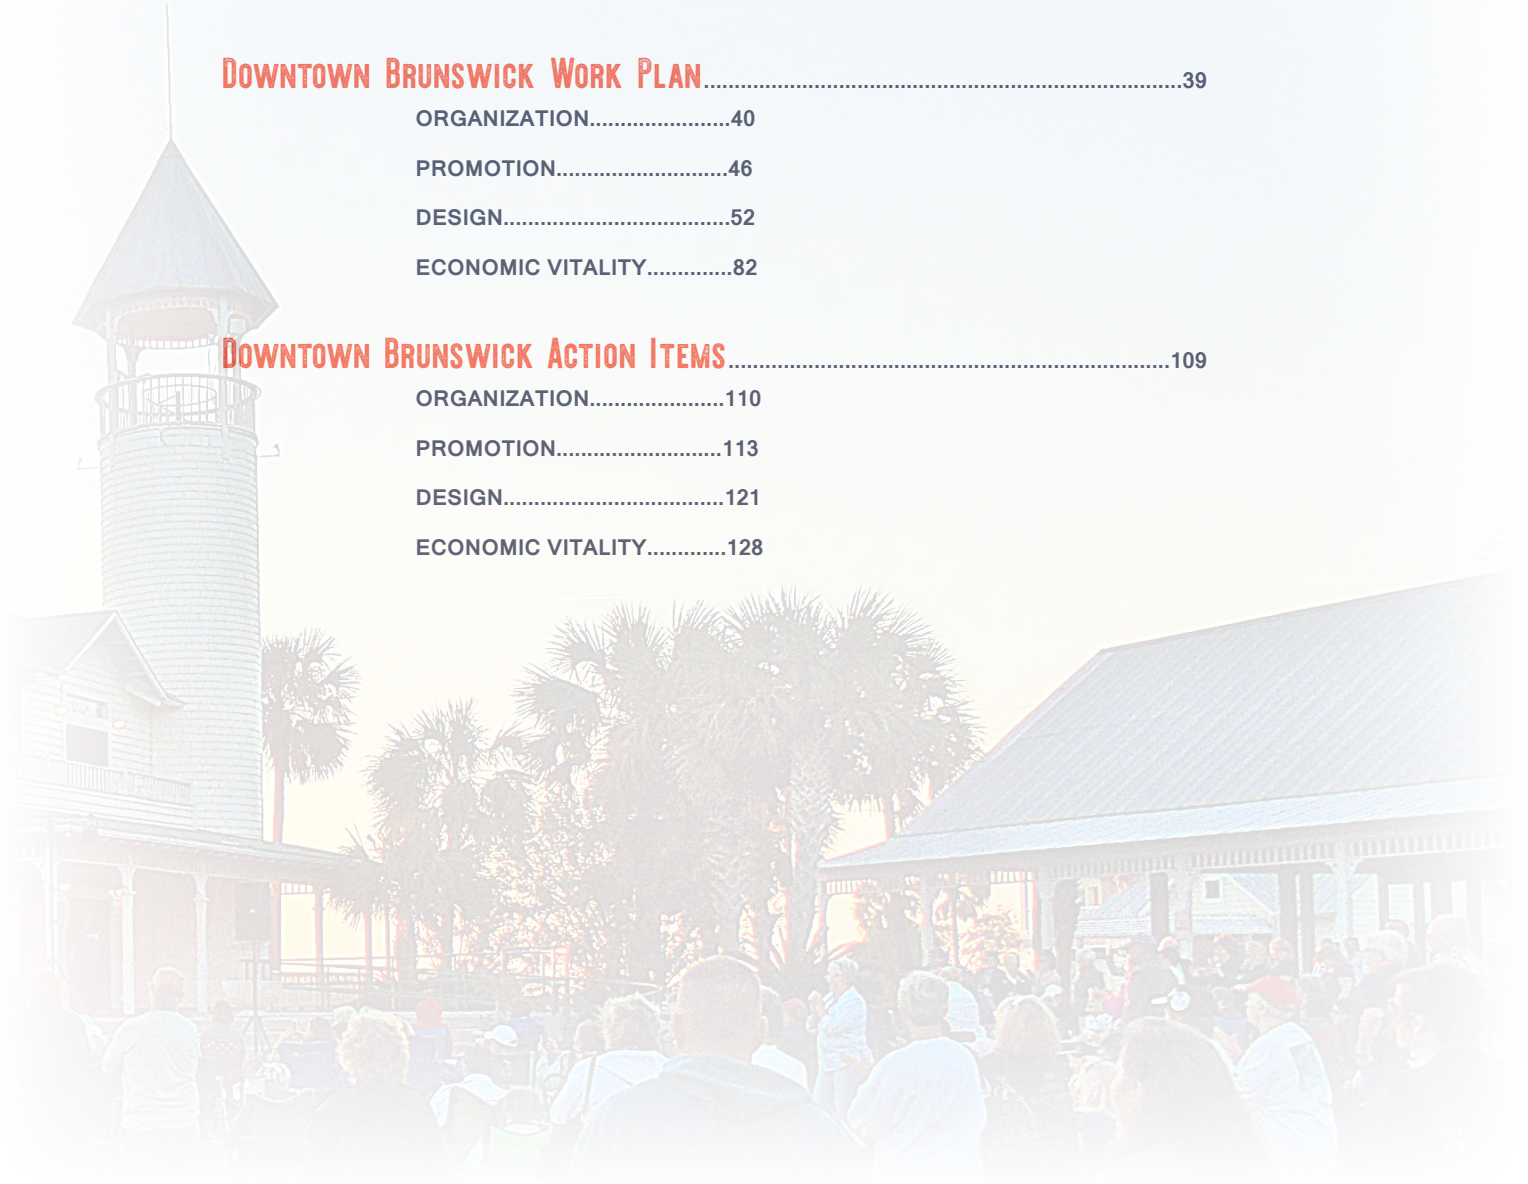 Downtown Brunswick Work Plan..............................................................................39
ORGANIZATION.......................40
PROMOTION............................46
DESIGN.....................................52
ECONOMIC VITALITY..............82
Downtown Brunswick Action Items........................................................................109
ORGANIZATION......................110
PROMOTION...........................113
DESIGN....................................121
ECONOMIC VITALITY.............128